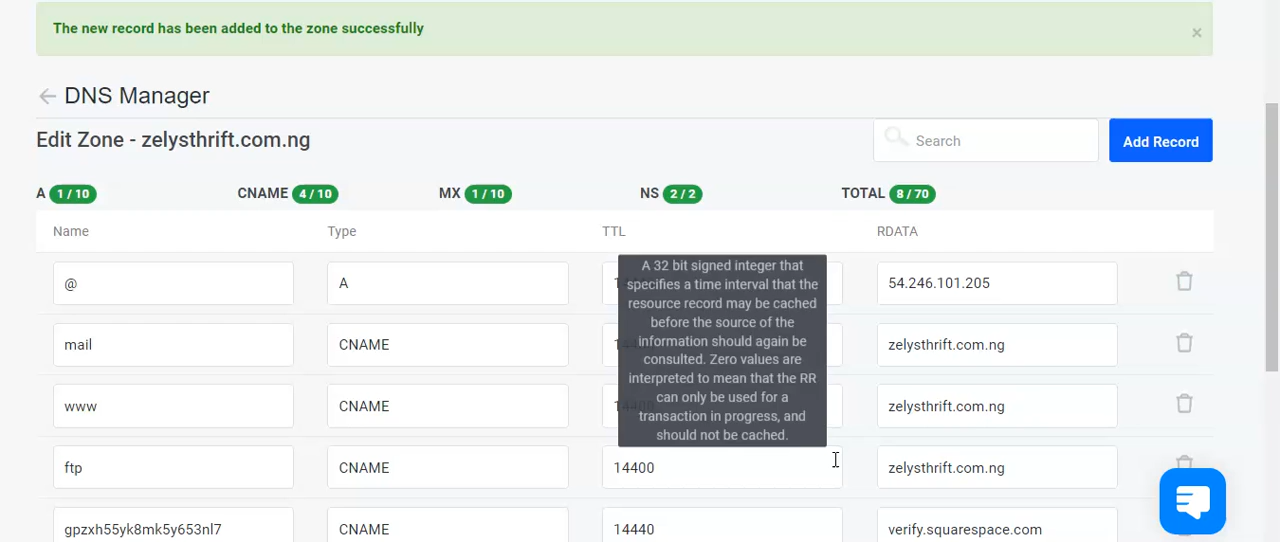 The new record has been added to the zone successfully
×
DNS Manager
Edit Zone - zelysthrift.com.ng
Search
Add Record
A 1 / 10 CNAME 4 / 10 MX 1 / 10 NS 2 / 2 TOTAL 8 / 70
Name Type TTL RDATA
@ A 54.246.101.205
mail CNAME zelysthrift.com.ng
www CNAME zelysthrift.com.ng
A 32 bit signed integer that
specifies a time interval that the
resource record may be cached
before the source of the
information should again be
consulted. Zero values are
interpreted to mean that the RR
can only be used for a
transaction in progress, and
should not be cached.
ftp CNAME 14400 zelysthrift.com.ng
gpzxh55yk8mk5y653nl7 CNAME 14440 verify.squarespace.com